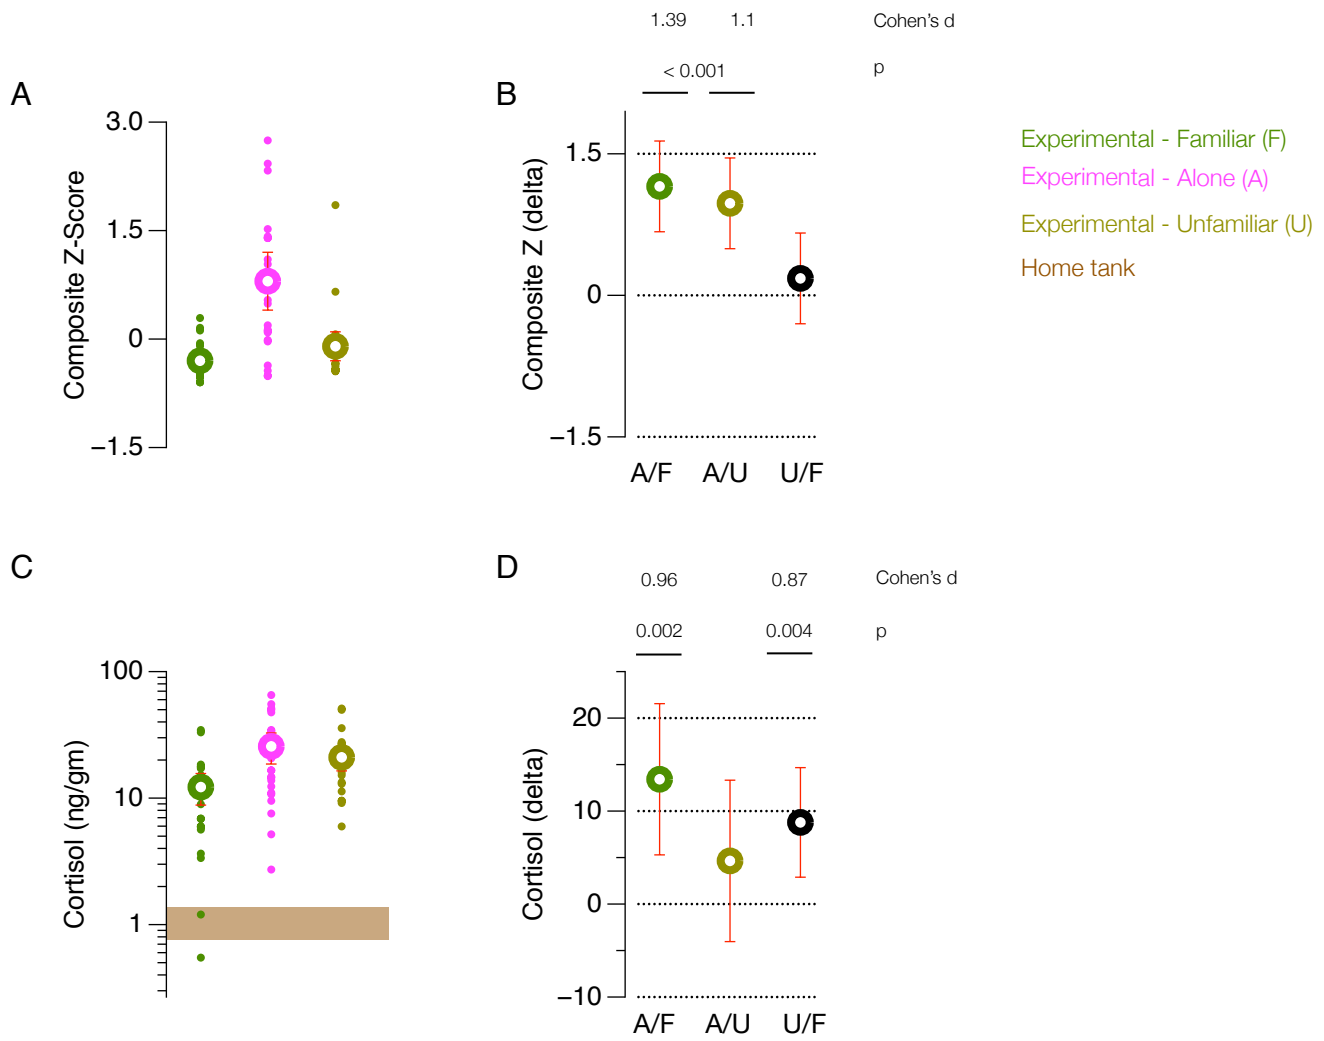 1.39 1.1 Cohen's d
< 0.001 p
A
B
3.0
1.5
0
−1.5
Composite Z-Score
1.5
0
−1.5
Composite Z (delta)
A/F A/U U/F
Experimental - Familiar (F)
Experimental - Alone (A)
Experimental - Unfamiliar (U)
Home tank
C
D
0.96 0.87 Cohen's d
0.002 0.004 p
100
10
1
Cortisol (ng/gm)
20
10
0
−10
Cortisol (delta)
A/F A/U U/F